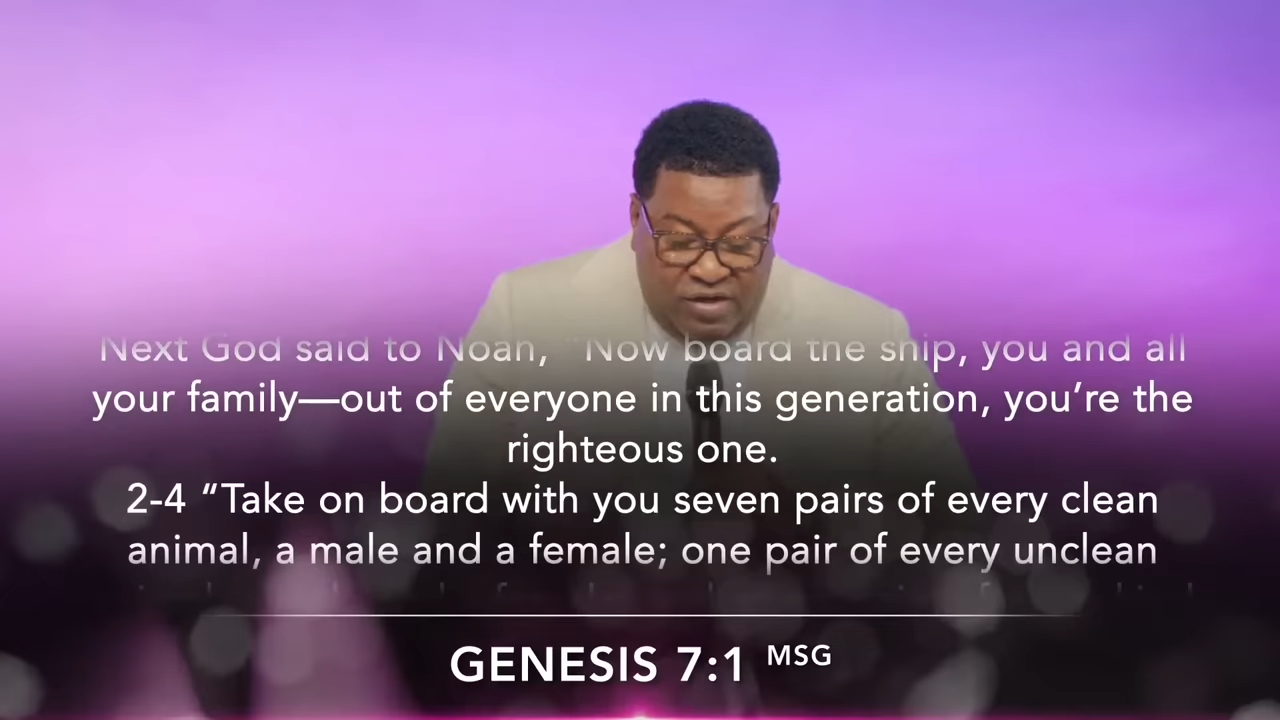 Next God said to Noah, “Now board the ship, you and all
your family—out of everyone in this generation, you’re the
righteous one.
2-4 “Take on board with you seven pairs of every clean
animal, a male and a female; one pair of every unclean
GENESIS 7:1 MSG